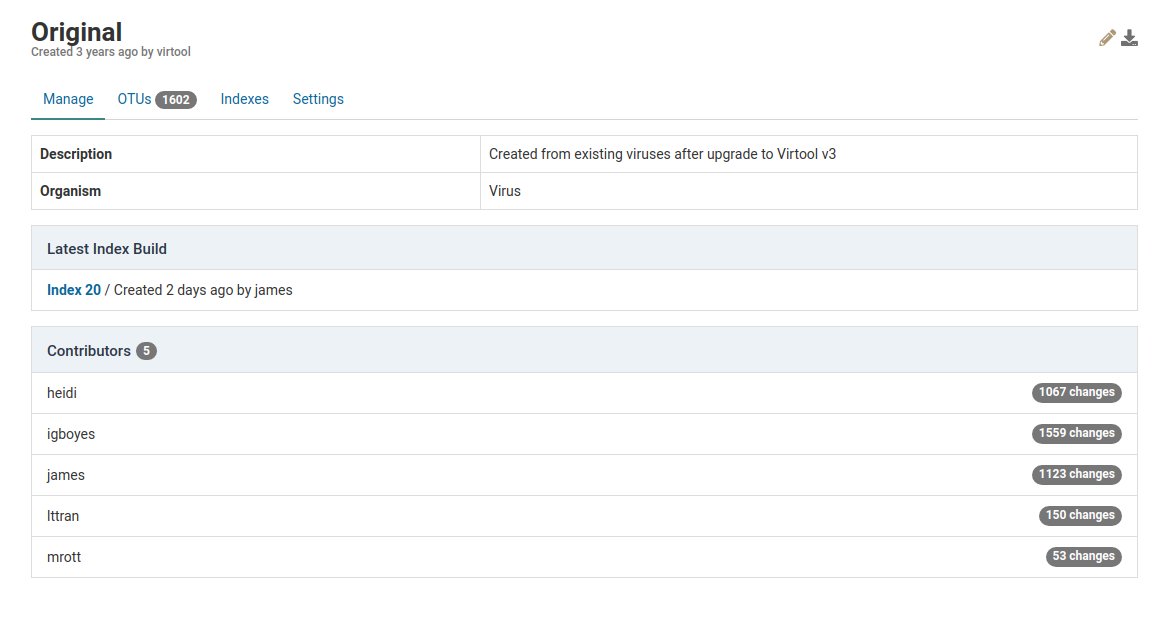 Original
Created 3 years ago by virtool
Manage OTUs 1602 Indexes Settings
Description Created from existing viruses after upgrade to Virtool v3
Organism Virus
Latest Index Build
Index 20 / Created 2 days ago by james
Contributors 5
heidi 1067 changes
igboyes 1559 changes
james 1123 changes
lttran 150 changes
mrott 53 changes